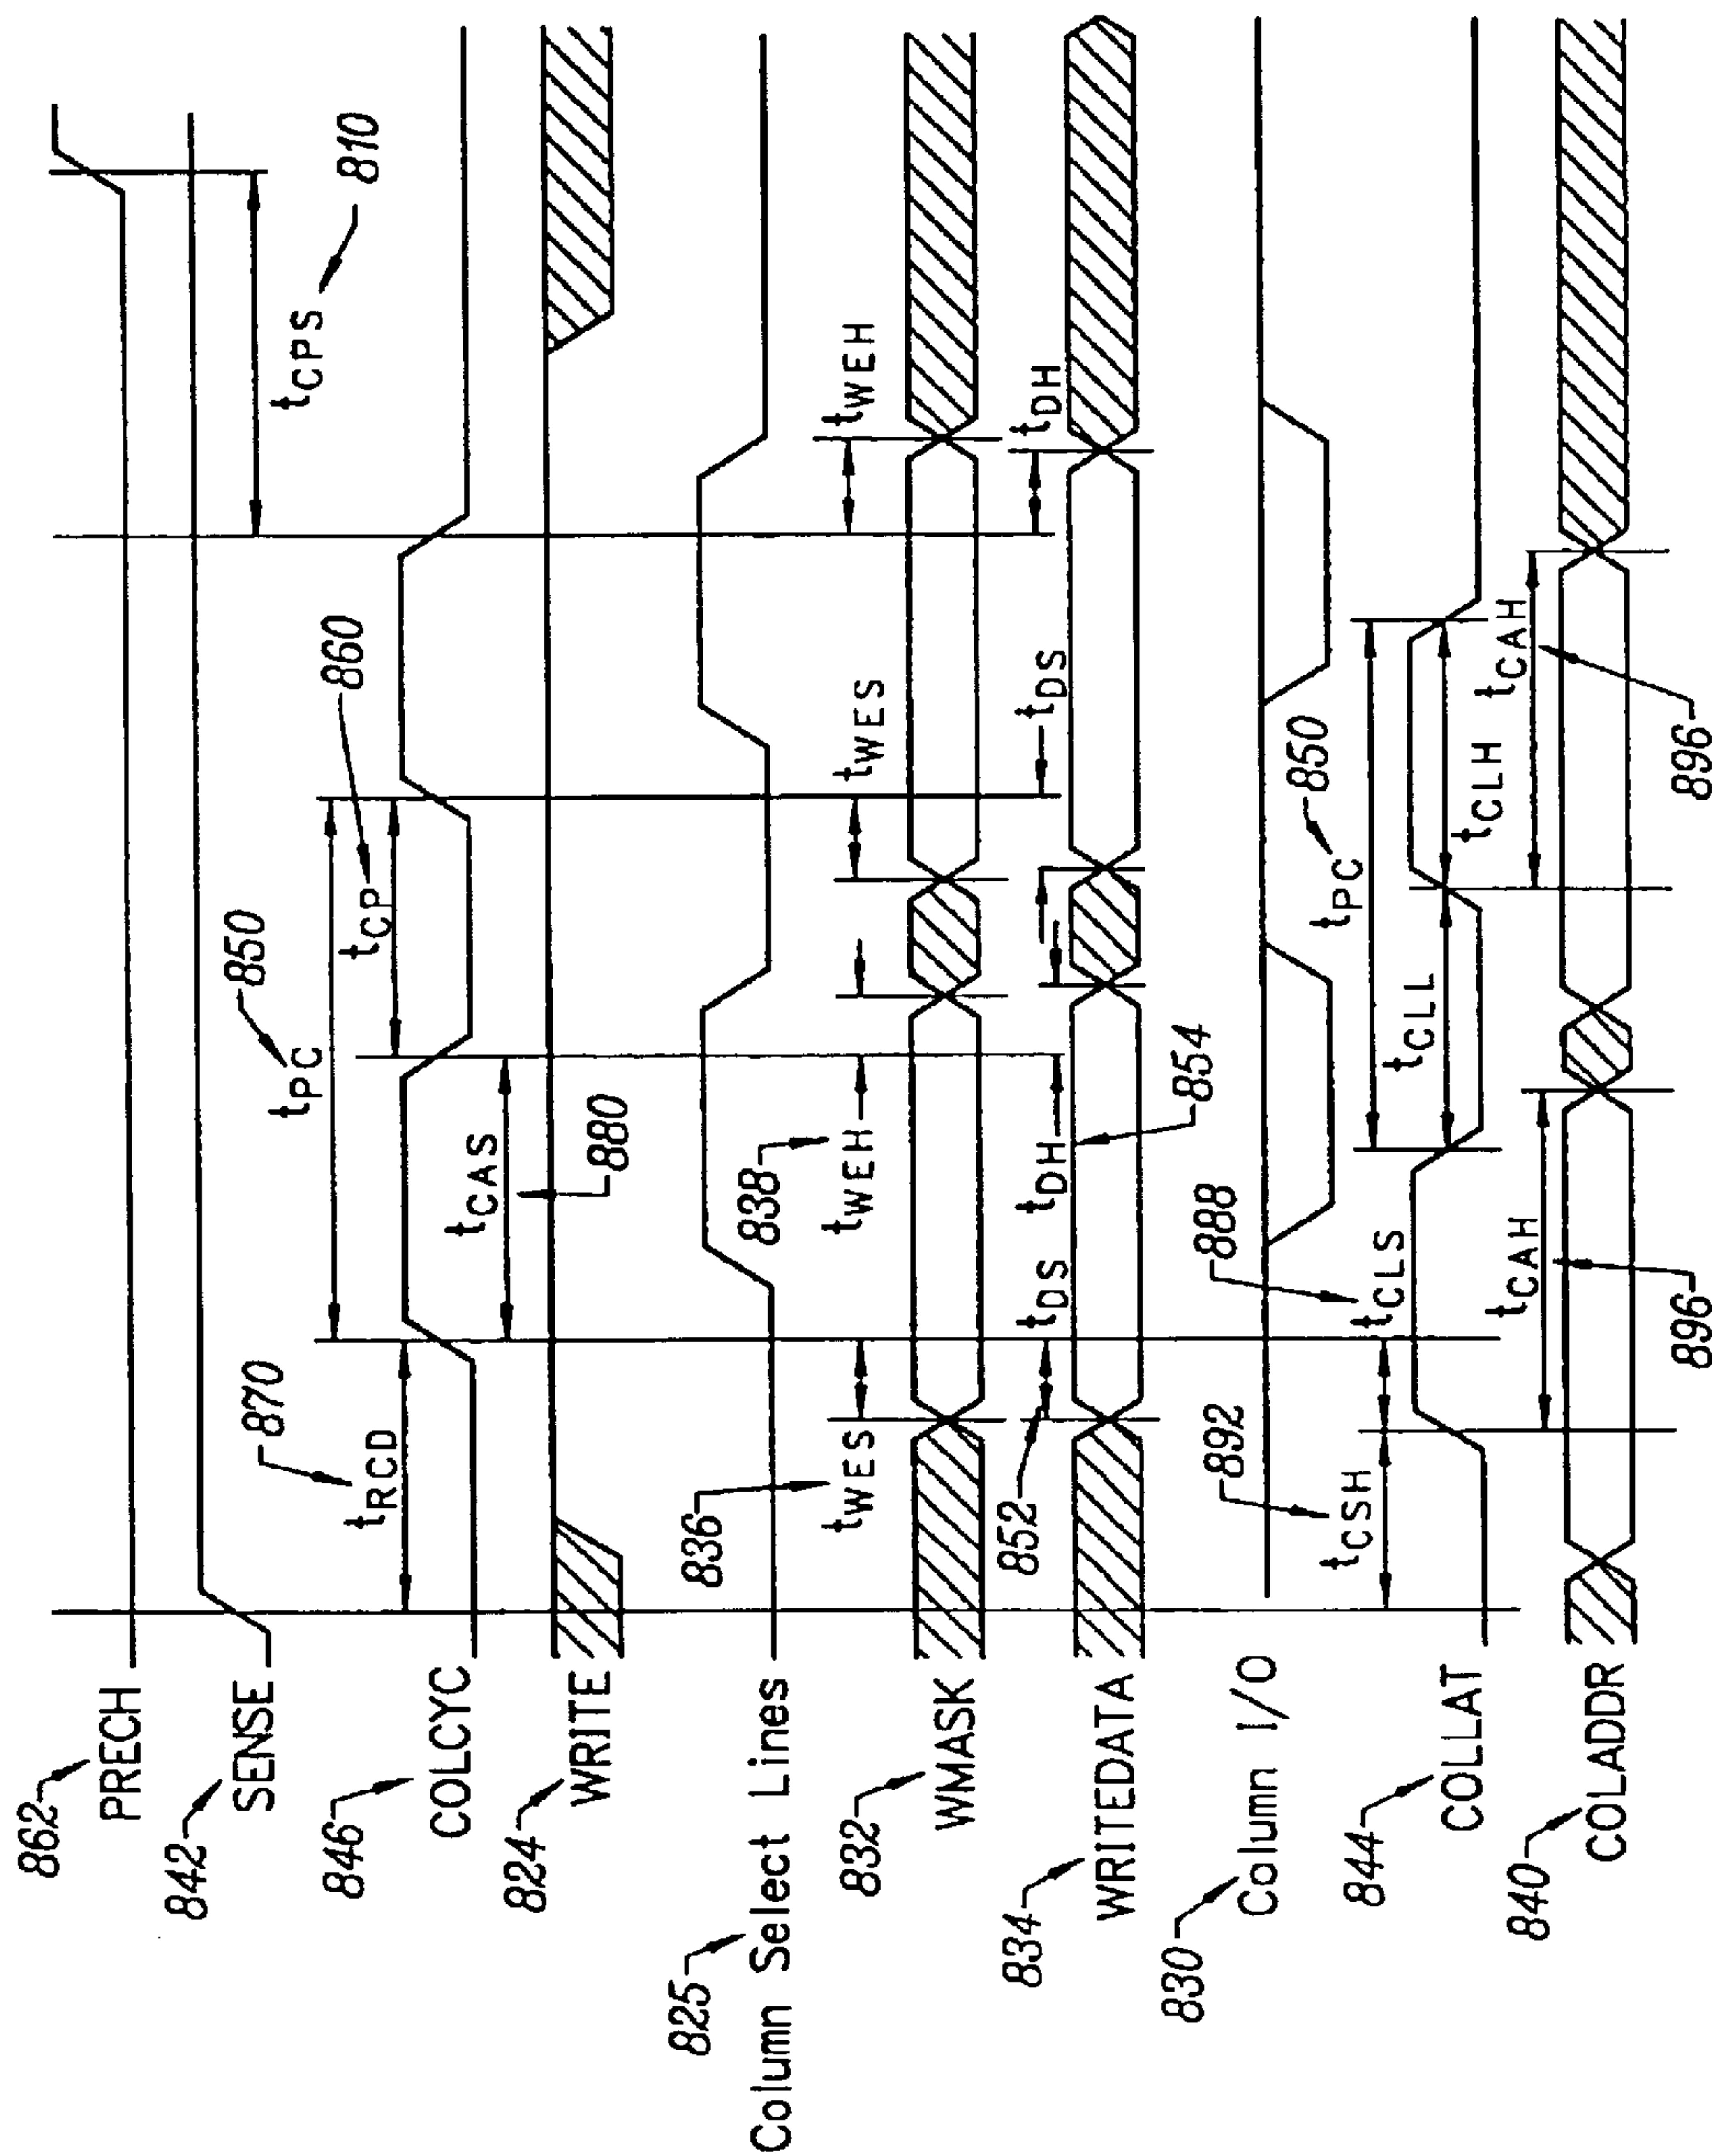 862
PRECH
842
SENSE
tCPS 810
846
COLCYC
870
tRCD
850
tPC
tCP 860
tCAS
880
824
WRITE
825
Column Select Lines
832
WMASK
836
tWES
838
tWEH
tWES
tWEH
834
WRITEDATA
852
tDS
tDH 854
tDS
tDH
830
Column I/O
844
COLLAT
892
tCSH
888
tCLS
tPC 850
tCLL
tCLH
840
COLADDR
tCAH
896
tCAH
896